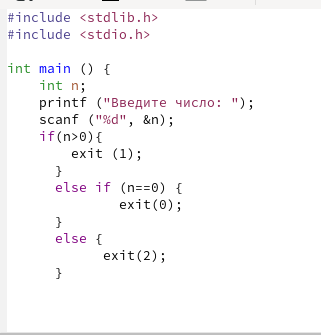 #include <stdlib.h>
#include <stdio.h>
int main () {
int n;
printf ("Введите число: ");
scanf ("%d", &n);
if(n>0){
exit (1);
}
else if (n==0) {
exit(0);
}
else {
exit(2);
}